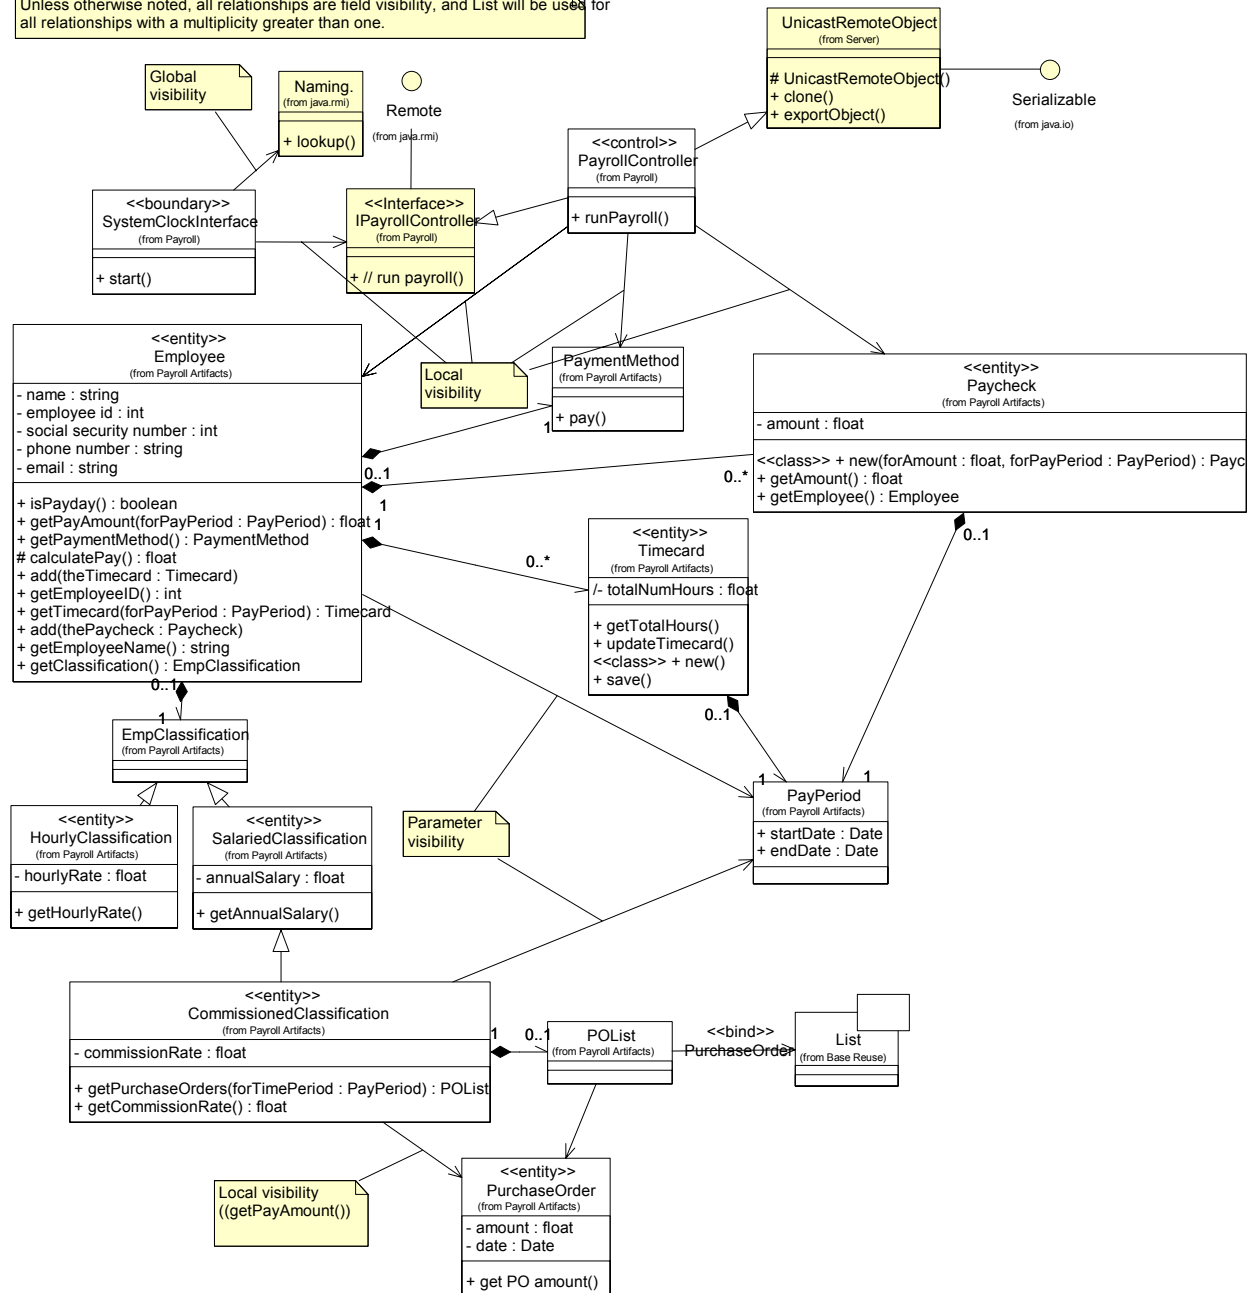 Unless otherwise noted, all relationships are field visibility, and List will be used for
all relationships with a multiplicity greater than one.
UnicastRemoteObject
(from Server)
# UnicastRemoteObject()
+ clone()
+ exportObject()
Serializable
(from java.io)
Global
visibility
Naming.
(from java.rmi)
+ lookup()
Remote
(from java.rmi)
<<control>>
PayrollController
(from Payroll)
+ runPayroll()
<<boundary>>
SystemClockInterface
(from Payroll)
+ start()
<<Interface>>
IPayrollController
(from Payroll)
+ // run payroll()
<<entity>>
Employee
(from Payroll Artifacts)
- name : string
- employee id : int
- social security number : int
- phone number : string
- email : string
+ isPayday() : boolean
+ getPayAmount(forPayPeriod : PayPeriod) : float
+ getPaymentMethod() : PaymentMethod
# calculatePay() : float
+ add(theTimecard : Timecard)
+ getEmployeeID() : int
+ getTimecard(forPayPeriod : PayPeriod) : Timecard
+ add(thePaycheck : Paycheck)
+ getEmployeeName() : string
+ getClassification() : EmpClassification
Local
visibility
PaymentMethod
(from Payroll Artifacts)
+ pay()
<<entity>>
Paycheck
(from Payroll Artifacts)
- amount : float
<<class>> + new(forAmount : float, forPayPeriod : PayPeriod) : Payc
+ getAmount() : float
+ getEmployee() : Employee
1
0..1
0..*
1
1
0..*
0..1
<<entity>>
Timecard
(from Payroll Artifacts)
/- totalNumHours : float
+ getTotalHours()
+ updateTimecard()
<<class>> + new()
+ save()
0..1
1
0..1
1
1
EmpClassification
(from Payroll Artifacts)
PayPeriod
(from Payroll Artifacts)
+ startDate : Date
+ endDate : Date
<<entity>>
HourlyClassification
(from Payroll Artifacts)
- hourlyRate : float
+ getHourlyRate()
<<entity>>
SalariedClassification
(from Payroll Artifacts)
- annualSalary : float
+ getAnnualSalary()
Parameter
visibility
<<entity>>
CommissionedClassification
(from Payroll Artifacts)
- commissionRate : float
+ getPurchaseOrders(forTimePeriod : PayPeriod) : POList
+ getCommissionRate() : float
1
0..1
POList
(from Payroll Artifacts)
<<bind>>
PurchaseOrder
List
(from Base Reuse)
Local visibility
((getPayAmount())
<<entity>>
PurchaseOrder
(from Payroll Artifacts)
- amount : float
- date : Date
+ get PO amount()